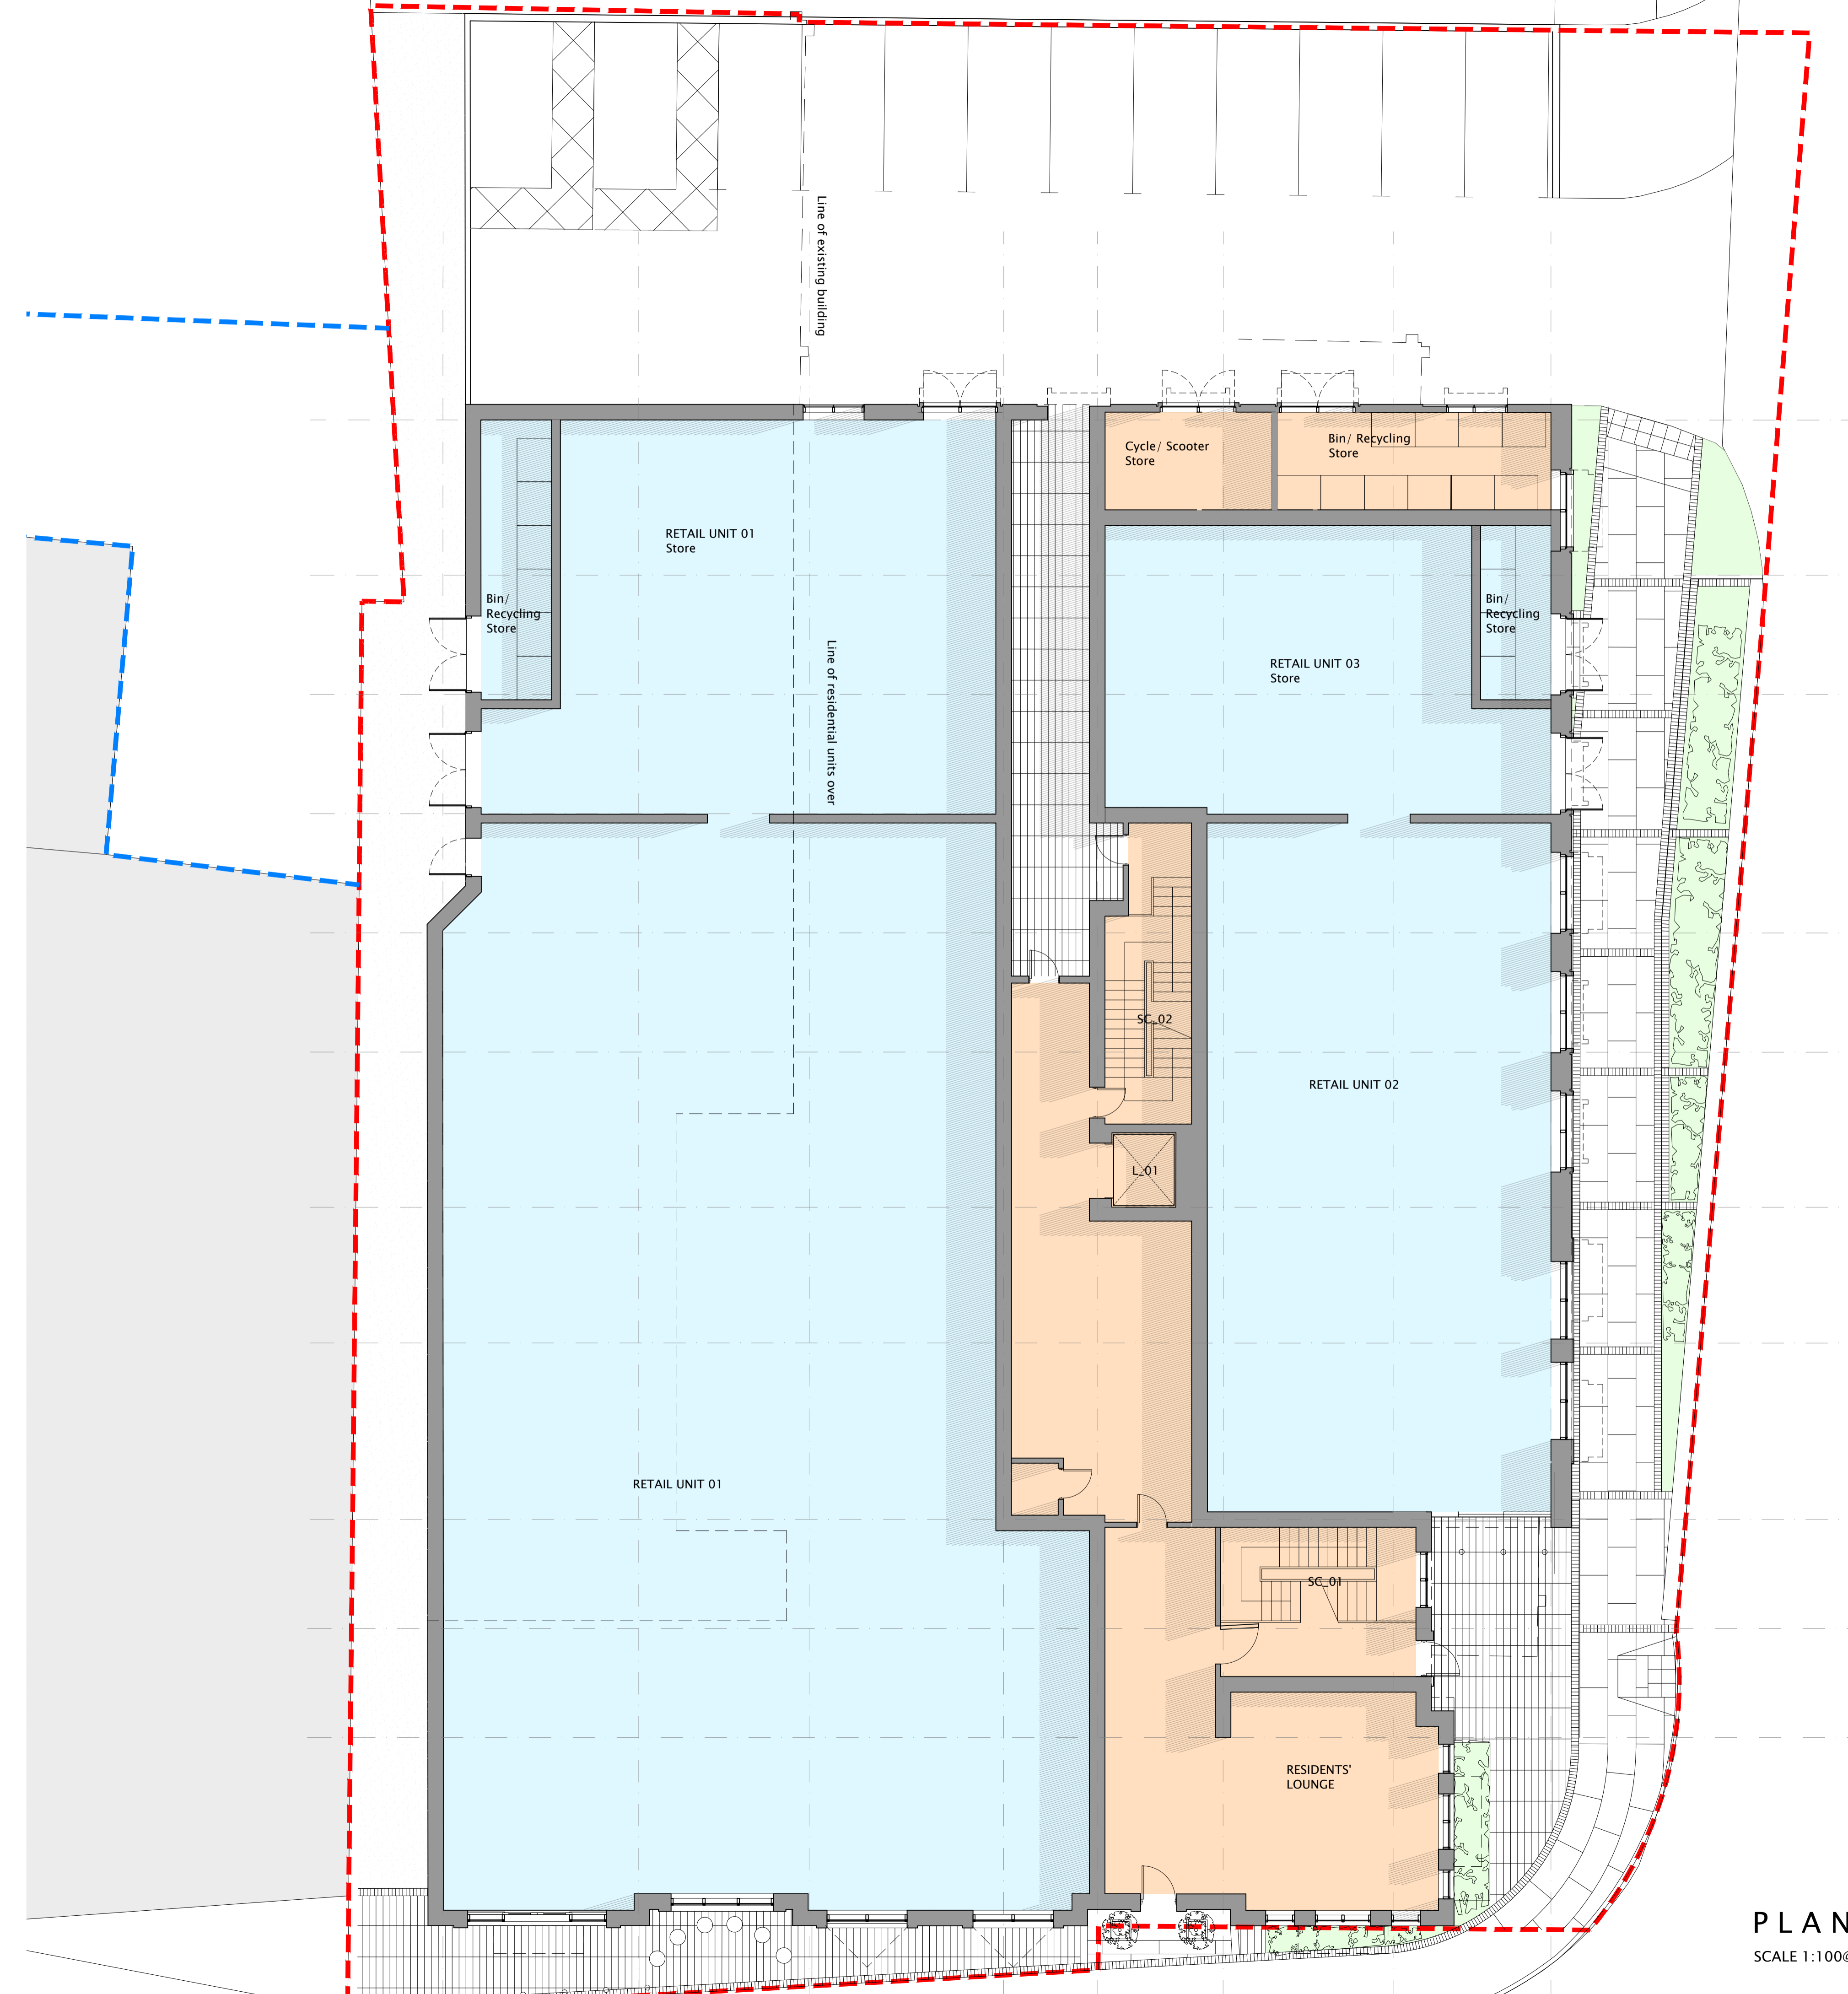 Line of existing building
Cycle/ Scooter
Store
Bin/ Recycling
Store
RETAIL UNIT 01
Store
Bin/
Recycling
Store
Bin/
Recycling
Store
Line of residential units over
RETAIL UNIT 03
Store
SC_02
RETAIL UNIT 02
L_01
RETAIL UNIT 01
SC_01
RESIDENTS'
LOUNGE
PLAN
SCALE 1:100@